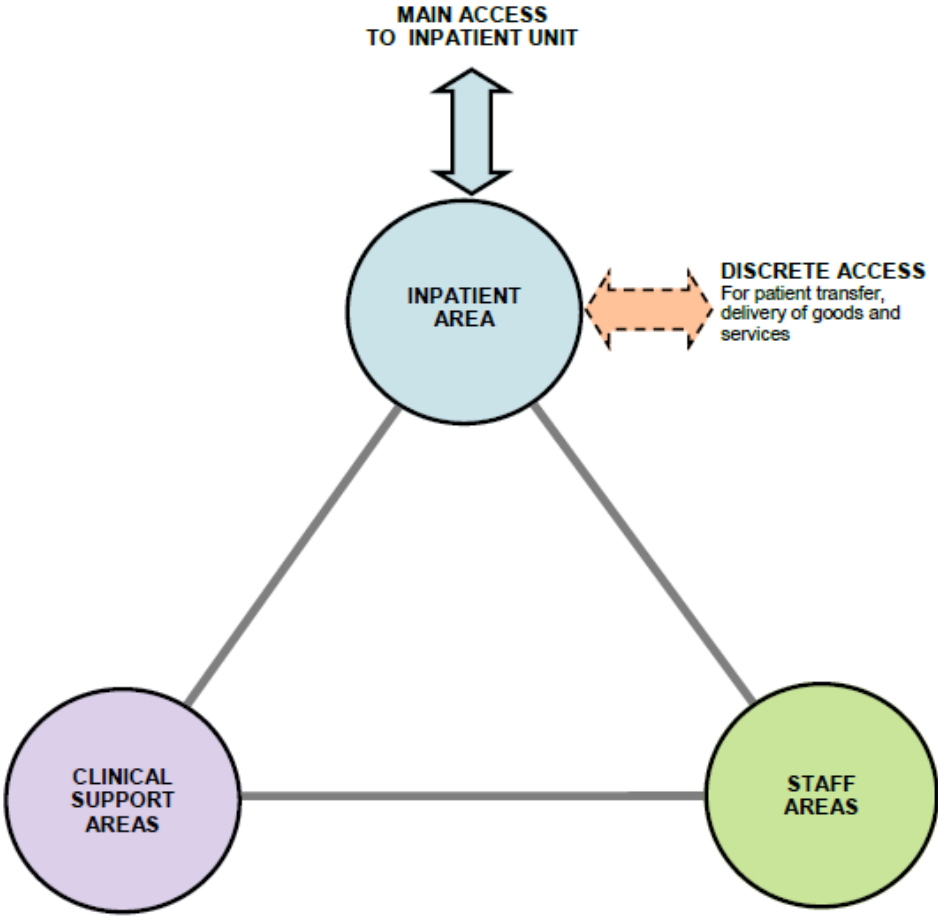 MAIN ACCESS
TO INPATIENT UNIT
INPATIENT
AREA
DISCRETE ACCESS
For patient transfer,
delivery of goods and
services
CLINICAL
SUPPORT
AREAS
STAFF
AREAS